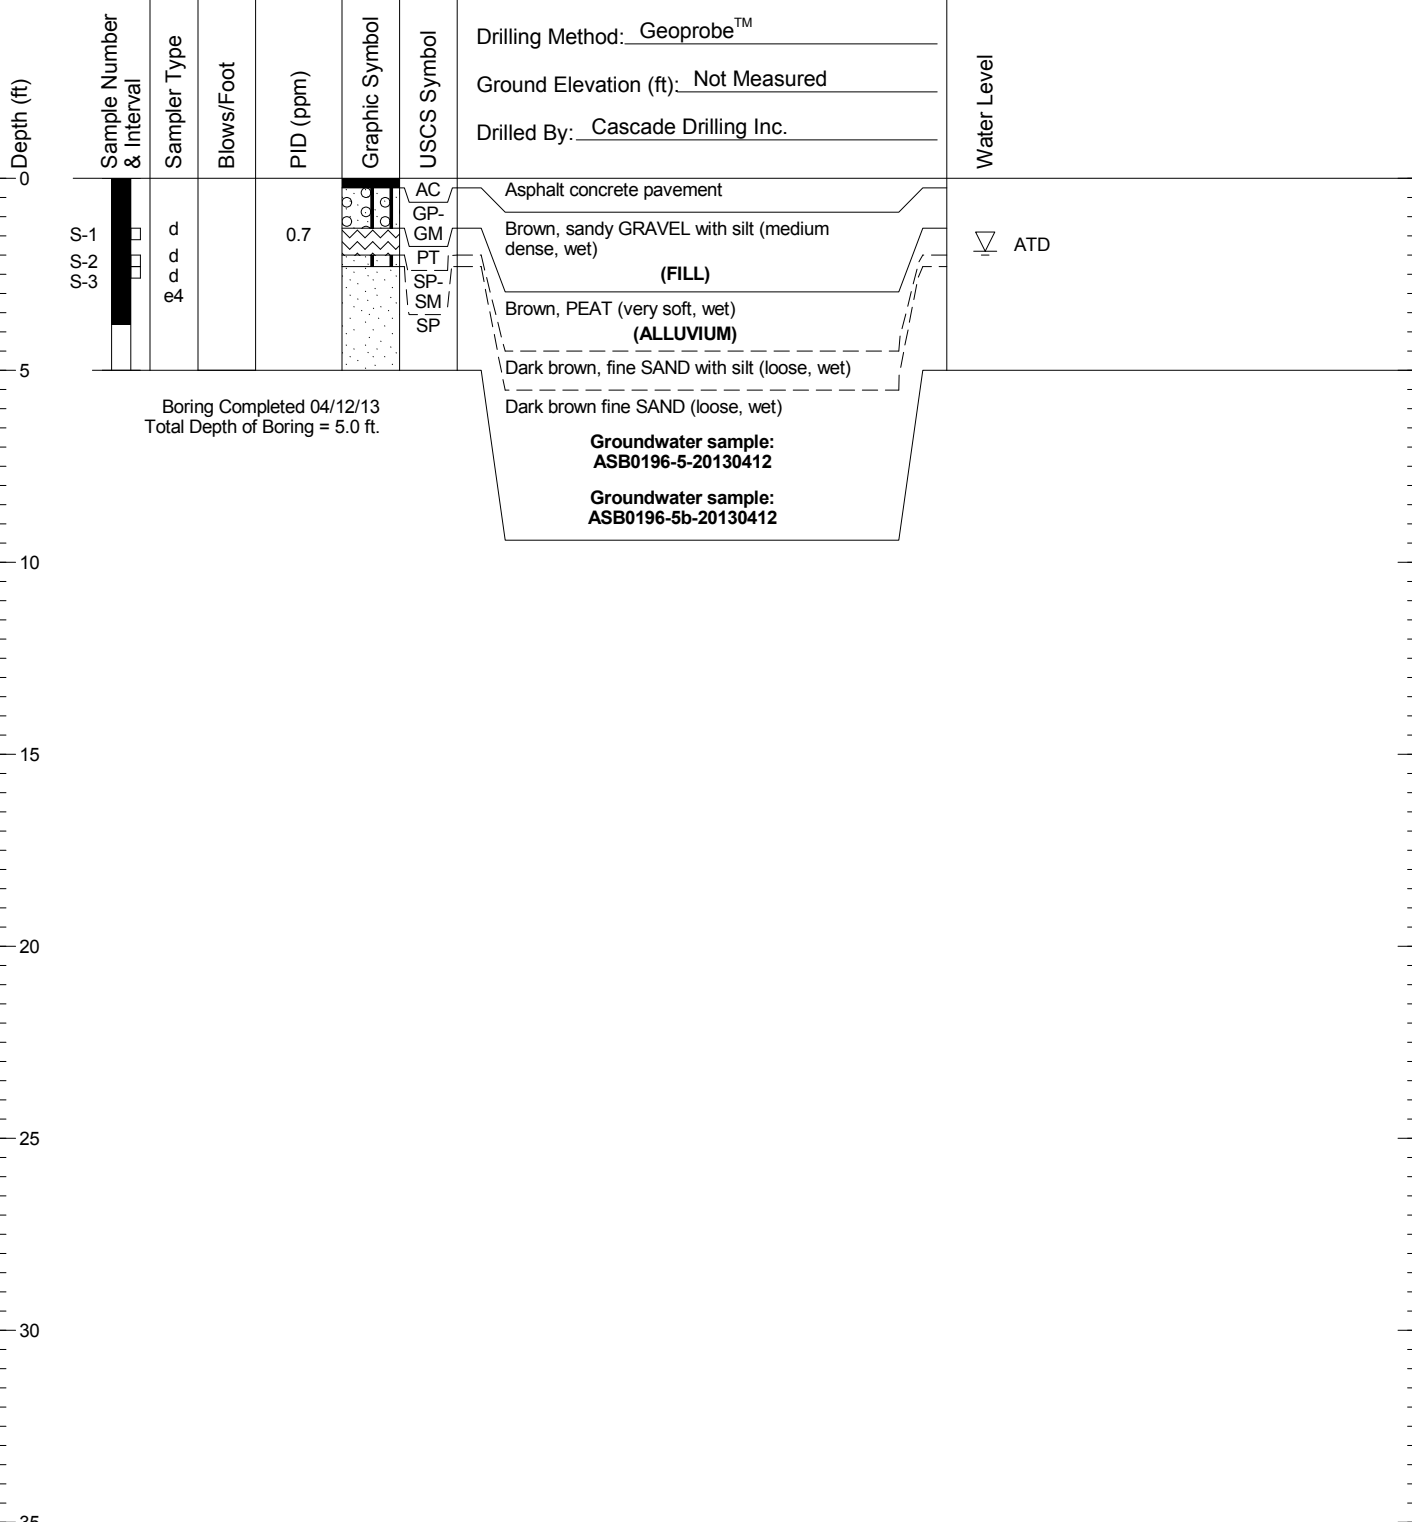 Depth (ft)
Sample Number
& Interval
Sampler Type
Blows/Foot
PID (ppm)
Graphic Symbol
USCS Symbol
Drilling Method: Geoprobe™
Ground Elevation (ft): Not Measured
Drilled By: Cascade Drilling Inc.
Water Level
0
AC
Asphalt concrete pavement
S-1
d
0.7
GP-
GM
Brown, sandy GRAVEL with silt (medium
dense, wet)
(FILL)
ATD
S-2
d
PT
Brown, PEAT (very soft, wet)
(ALLUVIUM)
S-3
d
e4
SP-
SM
Dark brown, fine SAND with silt (loose, wet)
SP
Dark brown fine SAND (loose, wet)
5
Boring Completed 04/12/13
Total Depth of Boring = 5.0 ft.
Groundwater sample:
ASB0196-5-20130412
Groundwater sample:
ASB0196-5b-20130412
10
15
20
25
30
35